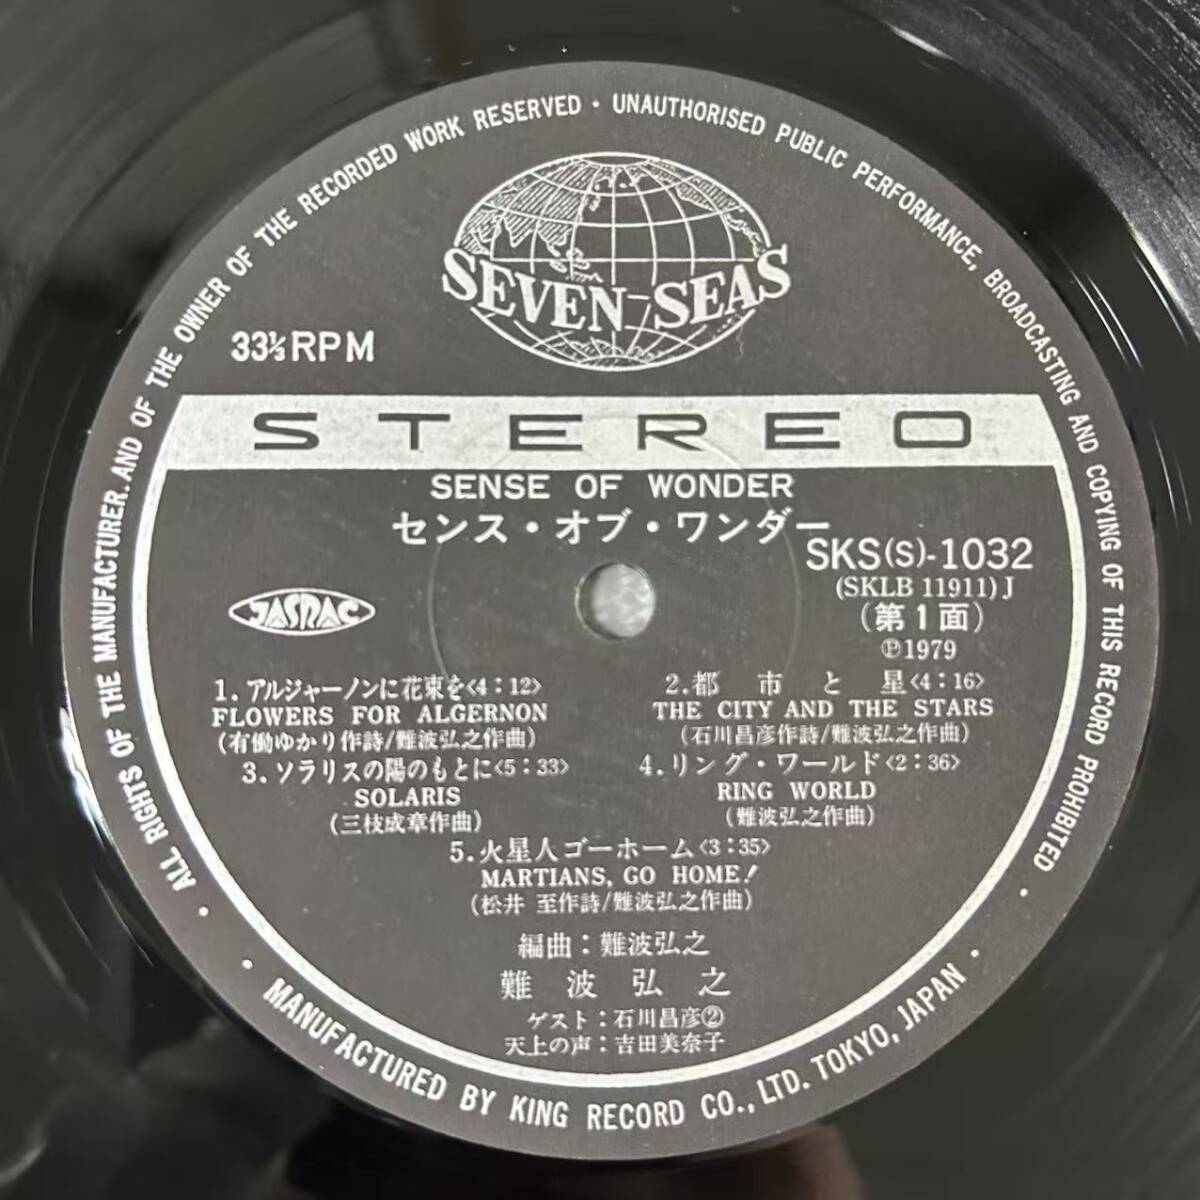 ALL RIGHTS OF THE MANUFACTURER, AND OF THE OWNER OF THE RECORDED WORK RESERVED · UNAUTHORISED PUBLIC PERFORMANCE, BROADCASTING AND COPYING OF THIS RECORD PROHIBITED
SEVEN-SEAS
33⅓RPM
STEREO
SENSE OF WONDER
センス・オブ・ワンダー
SKS(S)-1032
(SKLB 11911)J
(第1面)
℗1979
JASRAC
1.アルジャーノンに花束を<4:12>
FLOWERS FOR ALGERNON
(有働ゆかり作詩/難波弘之作曲)
2.都市と星<4:16>
THE CITY AND THE STARS
(石川昌彦作詩/難波弘之作曲)
3.ソラリスの陽のもとに<5:33>
SOLARIS
(三枝成章作曲)
4.リング・ワールド<2:36>
RING WORLD
(難波弘之作曲)
5.火星人ゴーホーム<3:35>
MARTIANS, GO HOME!
(松井 至作詩/難波弘之作曲)
編曲:難波弘之
難波弘之
ゲスト:石川昌彦②
天上の声:吉田美奈子
· MANUFACTURED BY KING RECORD CO., LTD. TOKYO, JAPAN ·